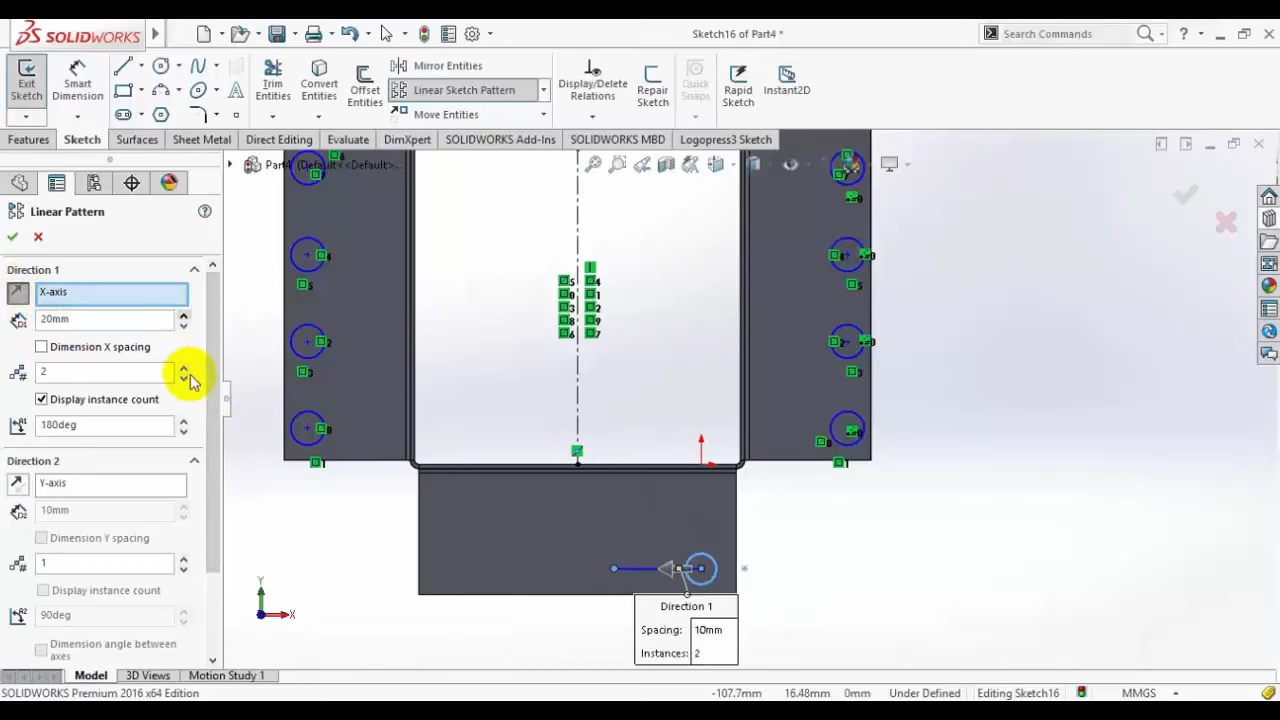 SOLIDWORKS
Sketch16 of Part4 *
Search Commands
?
Exit
Sketch
Smart
Dimension
Trim
Entities
Convert
Entities
Offset
Entities
Mirror Entities
Linear Sketch Pattern
Move Entities
Display/Delete
Relations
Repair
Sketch
Quick
Snaps
Rapid
Sketch
Instant2D
Features
Sketch
Surfaces
Sheet Metal
Direct Editing
Evaluate
DimXpert
SOLIDWORKS Add-Ins
SOLIDWORKS MBD
Logopress3 Sketch
Part4 (Default<<Default>...
Linear Pattern
Direction 1
X-axis
20mm
Dimension X spacing
2
Display instance count
180deg
Direction 2
Y-axis
10mm
Dimension Y spacing
1
Display instance count
90deg
Dimension angle between
axes
Y
X
Direction 1
Spacing: 10mm
Instances: 2
Model
3D Views
Motion Study 1
SOLIDWORKS Premium 2016 x64 Edition
-107.7mm
16.48mm
0mm
Under Defined
Editing Sketch16
MMGS